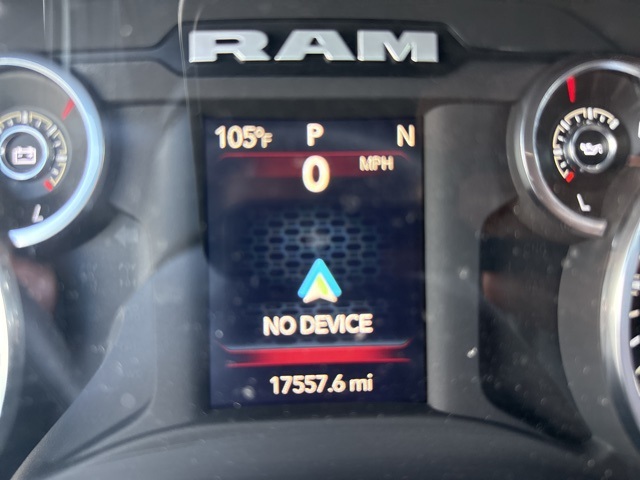 RAM
105°F P N
0 MPH
NO DEVICE
17557.6 mi
L
L